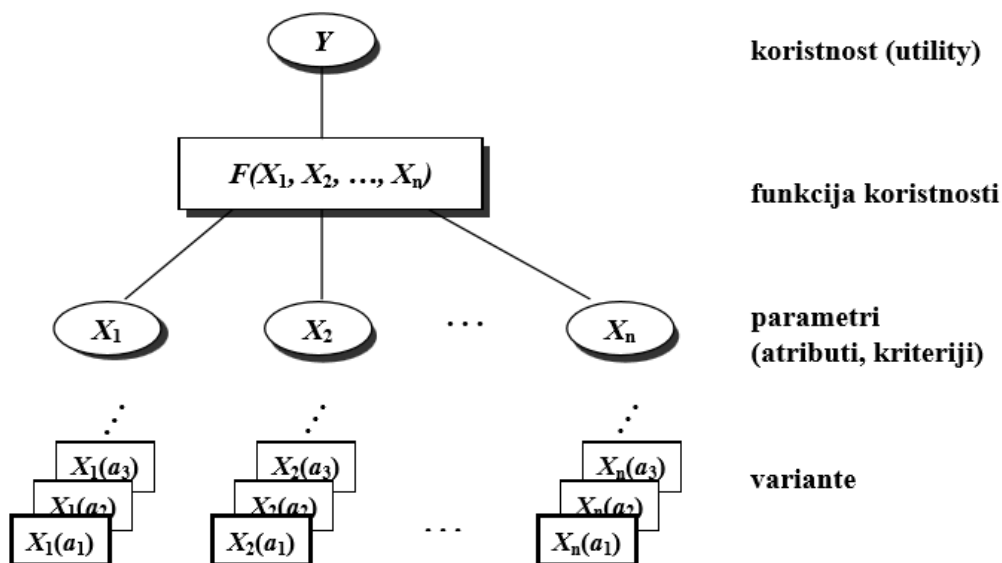 Y
koristnost (utility)
F(X₁, X₂, …, Xₙ)
funkcija koristnosti
X₁ X₂ … Xₙ
parametri
(atributi, kriteriji)
X₁(a₃) X₂(a₃) Xₙ(a₃)
variante
X₁(a₂) X₂(a₂) Xₙ(a₂)
X₁(a₁) X₂(a₁) … Xₙ(a₁)